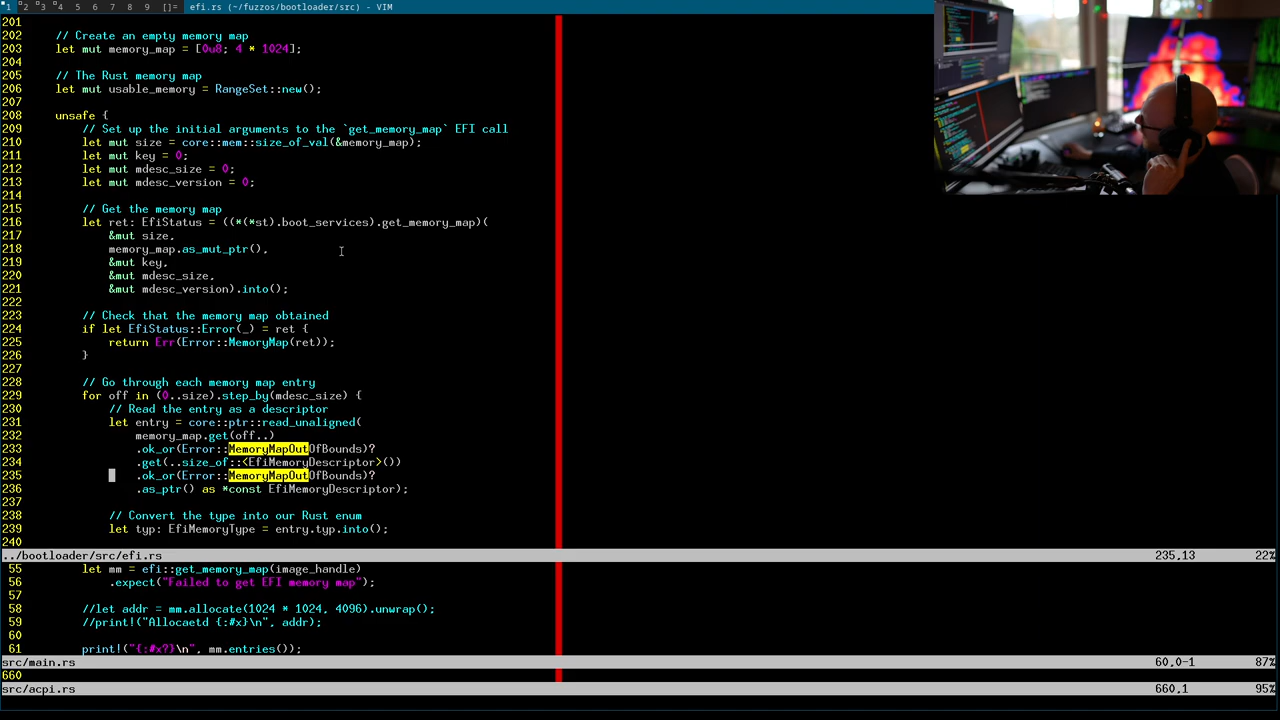 1 2 3 4 5 6 7 8 9 []= efi.rs (~/fuzzos/bootloader/src) - VIM
201
202 // Create an empty memory map
203 let mut memory_map = [0u8; 4 * 1024];
204
205 // The Rust memory map
206 let mut usable_memory = RangeSet::new();
207
208 unsafe {
209 // Set up the initial arguments to the `get_memory_map` EFI call
210 let mut size = core::mem::size_of_val(&memory_map);
211 let mut key = 0;
212 let mut mdesc_size = 0;
213 let mut mdesc_version = 0;
214
215 // Get the memory map
216 let ret: EfiStatus = ((*(*st).boot_services).get_memory_map)(
217 &mut size,
218 memory_map.as_mut_ptr(),
219 &mut key,
220 &mut mdesc_size,
221 &mut mdesc_version).into();
222
223 // Check that the memory map obtained
224 if let EfiStatus::Error(_) = ret {
225 return Err(Error::MemoryMap(ret));
226 }
227
228 // Go through each memory map entry
229 for off in (0..size).step_by(mdesc_size) {
230 // Read the entry as a descriptor
231 let entry = core::ptr::read_unaligned(
232 memory_map.get(off..)
233 .ok_or(Error::MemoryMapOutOfBounds)?
234 .get(..size_of::<EfiMemoryDescriptor>())
235 .ok_or(Error::MemoryMapOutOfBounds)?
236 .as_ptr() as *const EfiMemoryDescriptor);
237
238 // Convert the type into our Rust enum
239 let typ: EfiMemoryType = entry.typ.into();
240
../bootloader/src/efi.rs 235,13 22%
55 let mm = efi::get_memory_map(image_handle)
56 .expect("Failed to get EFI memory map");
57
58 //let addr = mm.allocate(1024 * 1024, 4096).unwrap();
59 //print!("Allocaetd {:#x}\n", addr);
60
61 print!("{:#x?}\n", mm.entries());
src/main.rs 60,0-1 87%
660
src/acpi.rs 660,1 95%